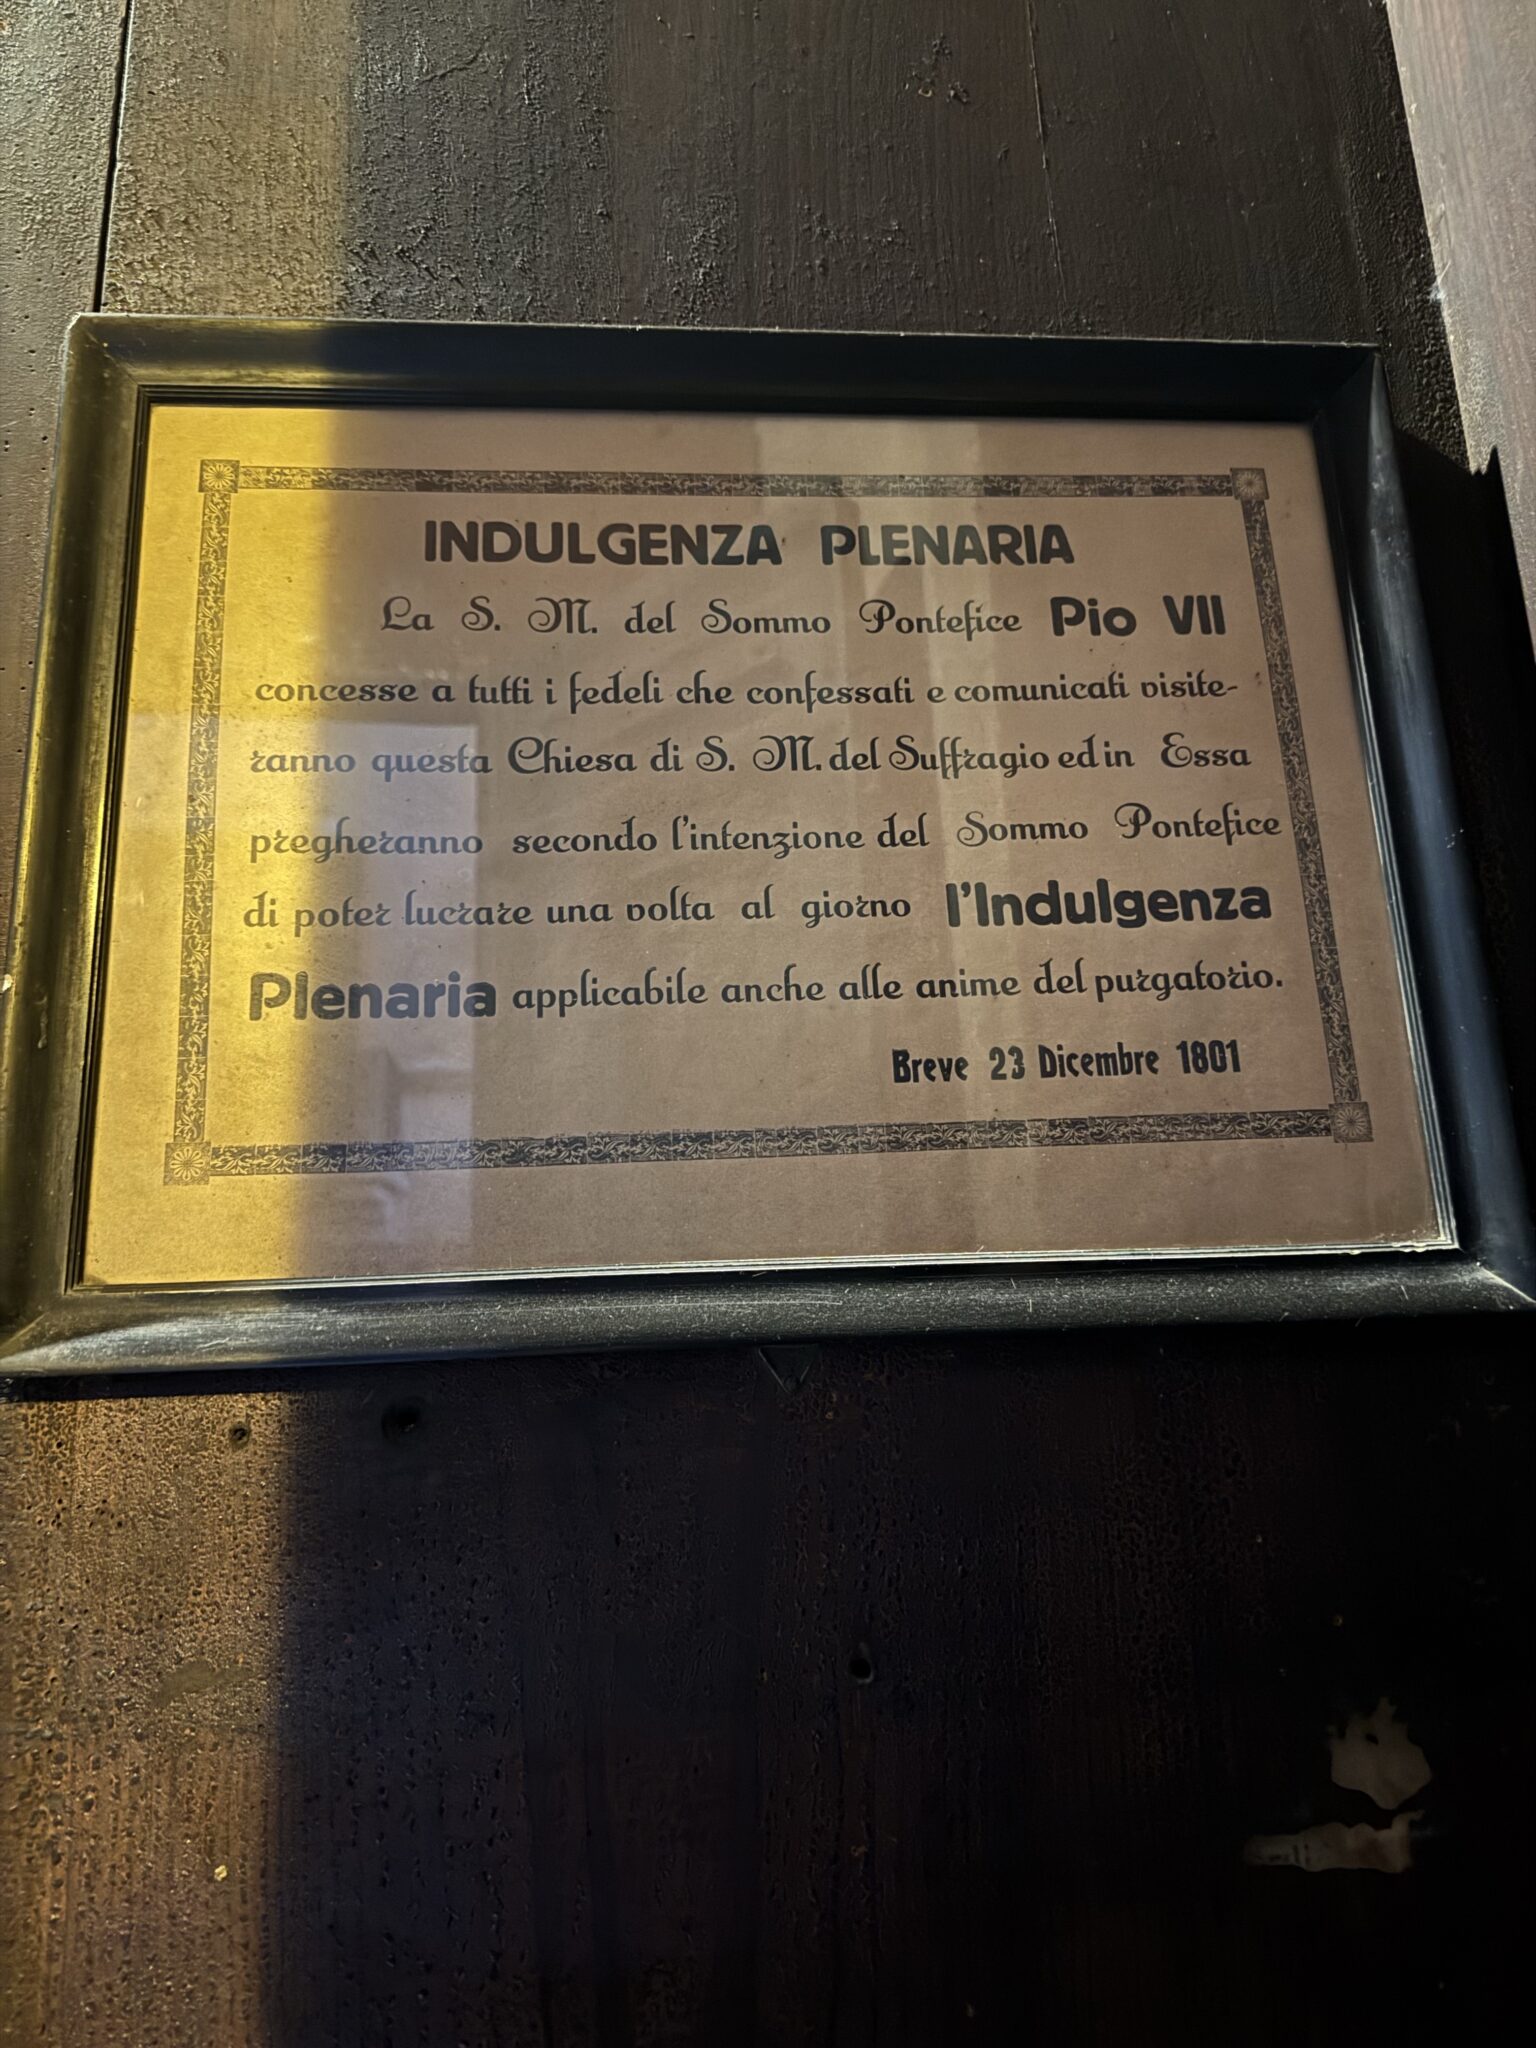 INDULGENZA PLENARIA
La S. M. del Sommo Pontefice Pio VII
concesse a tutti i fedeli che confessati e comunicati visite-
ranno questa Chiesa di S. M. del Suffragio ed in Essa
pregheranno secondo l'intenzione del Sommo Pontefice
di poter lucrare una volta al giorno l'Indulgenza
Plenaria applicabile anche alle anime del purgatorio.
Breve 23 Dicembre 1801